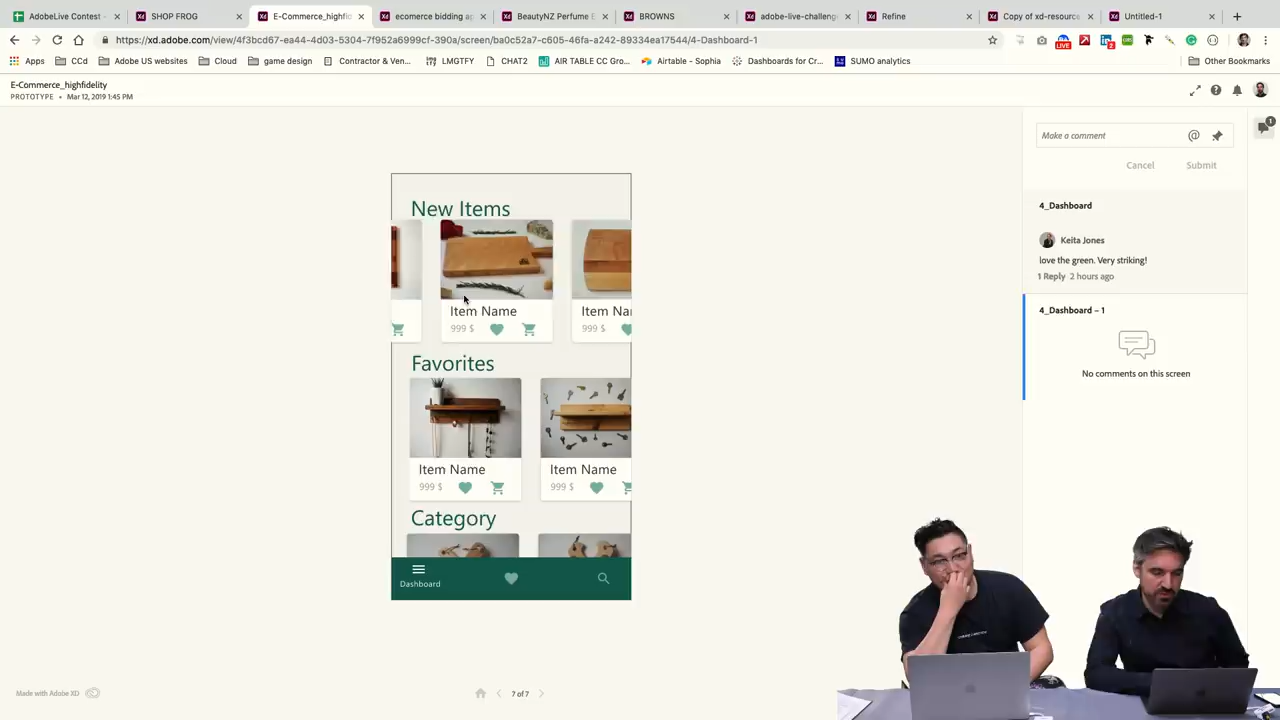 AdobeLive Contest -
SHOP FROG
E-Commerce_highfid
ecomerce bidding ap
BeautyNZ Perfume E
BROWNS
adobe-live-challeng
Refine
Copy of xd-resource
Untitled-1
https://xd.adobe.com/view/4f3bcd67-ea44-4d03-5304-7f952a6999cf-390a/screen/ba0c52a7-c605-46fa-a242-89334ea17544/4-Dashboard-1
LIVE
2
Apps
CCd
Adobe US websites
Cloud
game design
Contractor & Ven...
LMGTFY
CHAT2
AIR TABLE CC Gro...
Airtable - Sophia
Dashboards for Cr...
SUMO analytics
Other Bookmarks
E-Commerce_highfidelity
PROTOTYPE • Mar 12, 2019 1:45 PM
Make a comment
@
1
Cancel
Submit
4_Dashboard
Keita Jones
love the green. Very striking!
1 Reply 2 hours ago
4_Dashboard – 1
No comments on this screen
New Items
Item Name
999 $
Item Na
999 $
Favorites
Item Name
999 $
Item Name
999 $
Category
Dashboard
Made with Adobe XD
7 of 7